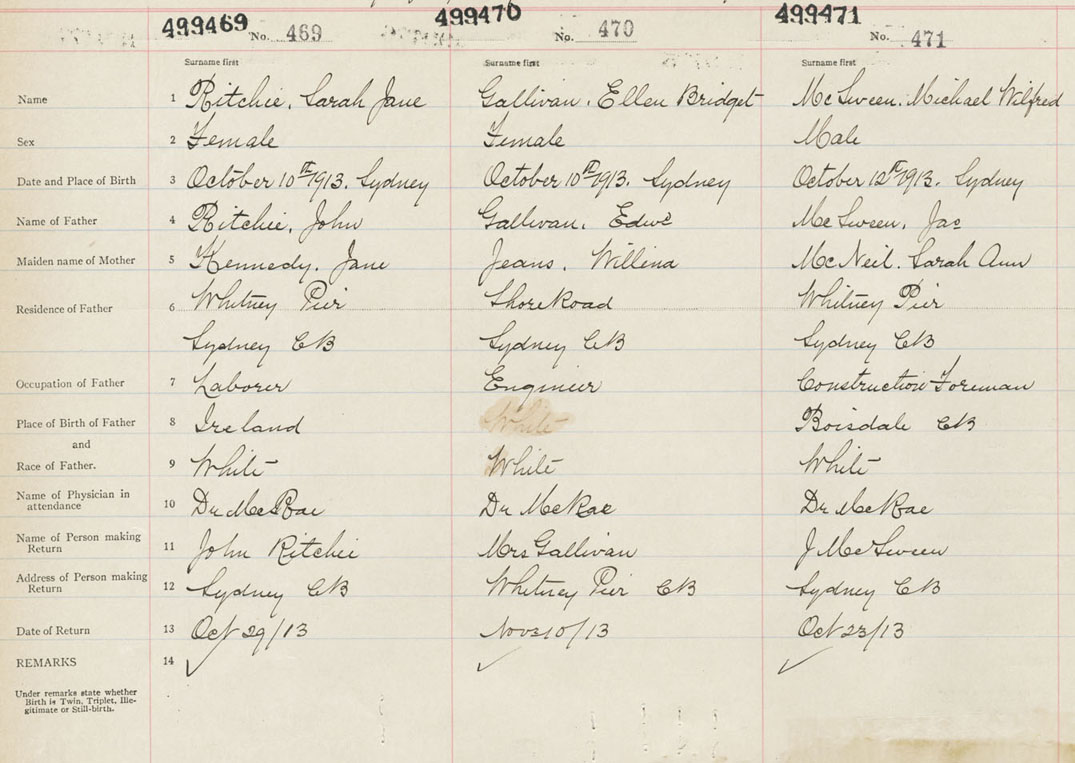 499469 499470 499471
No. 469 No. 470 No. 471
Surname first Surname first Surname first
Name 1 Ritchie, Sarah Jane Gallivan, Ellen Bridget McSween, Michael Wilfred
Sex 2 Female Female Male
Date and Place of Birth 3 October 10th 1913. Sydney October 10th 1913. Sydney October 12th 1913. Sydney
Name of Father 4 Ritchie, John Gallivan, Edwd McSween, Jas
Maiden name of Mother 5 Kennedy, Jane Jeans, Willena McNeil, Sarah Ann
Residence of Father 6 Whitney Pier Shore Road Whitney Pier
Sydney CB Sydney CB Sydney CB
Occupation of Father 7 Laborer Engineer Construction Foreman
Place of Birth of Father 8 Ireland White Boisdale CB
and
Race of Father. 9 White White White
Name of Physician in
attendance 10 Dr McRae Dr McRae Dr McRae
Name of Person making
Return 11 John Ritchie Mrs Gallivan J McSween
Address of Person making
Return 12 Sydney CB Whitney Pier CB Sydney CB
Date of Return 13 Oct 29/13 Nov 10/13 Oct 23/13
REMARKS 14 ✓ ✓ ✓
Under remarks state whether
Birth is Twin, Triplet, Ille-
gitimate or Still-birth.